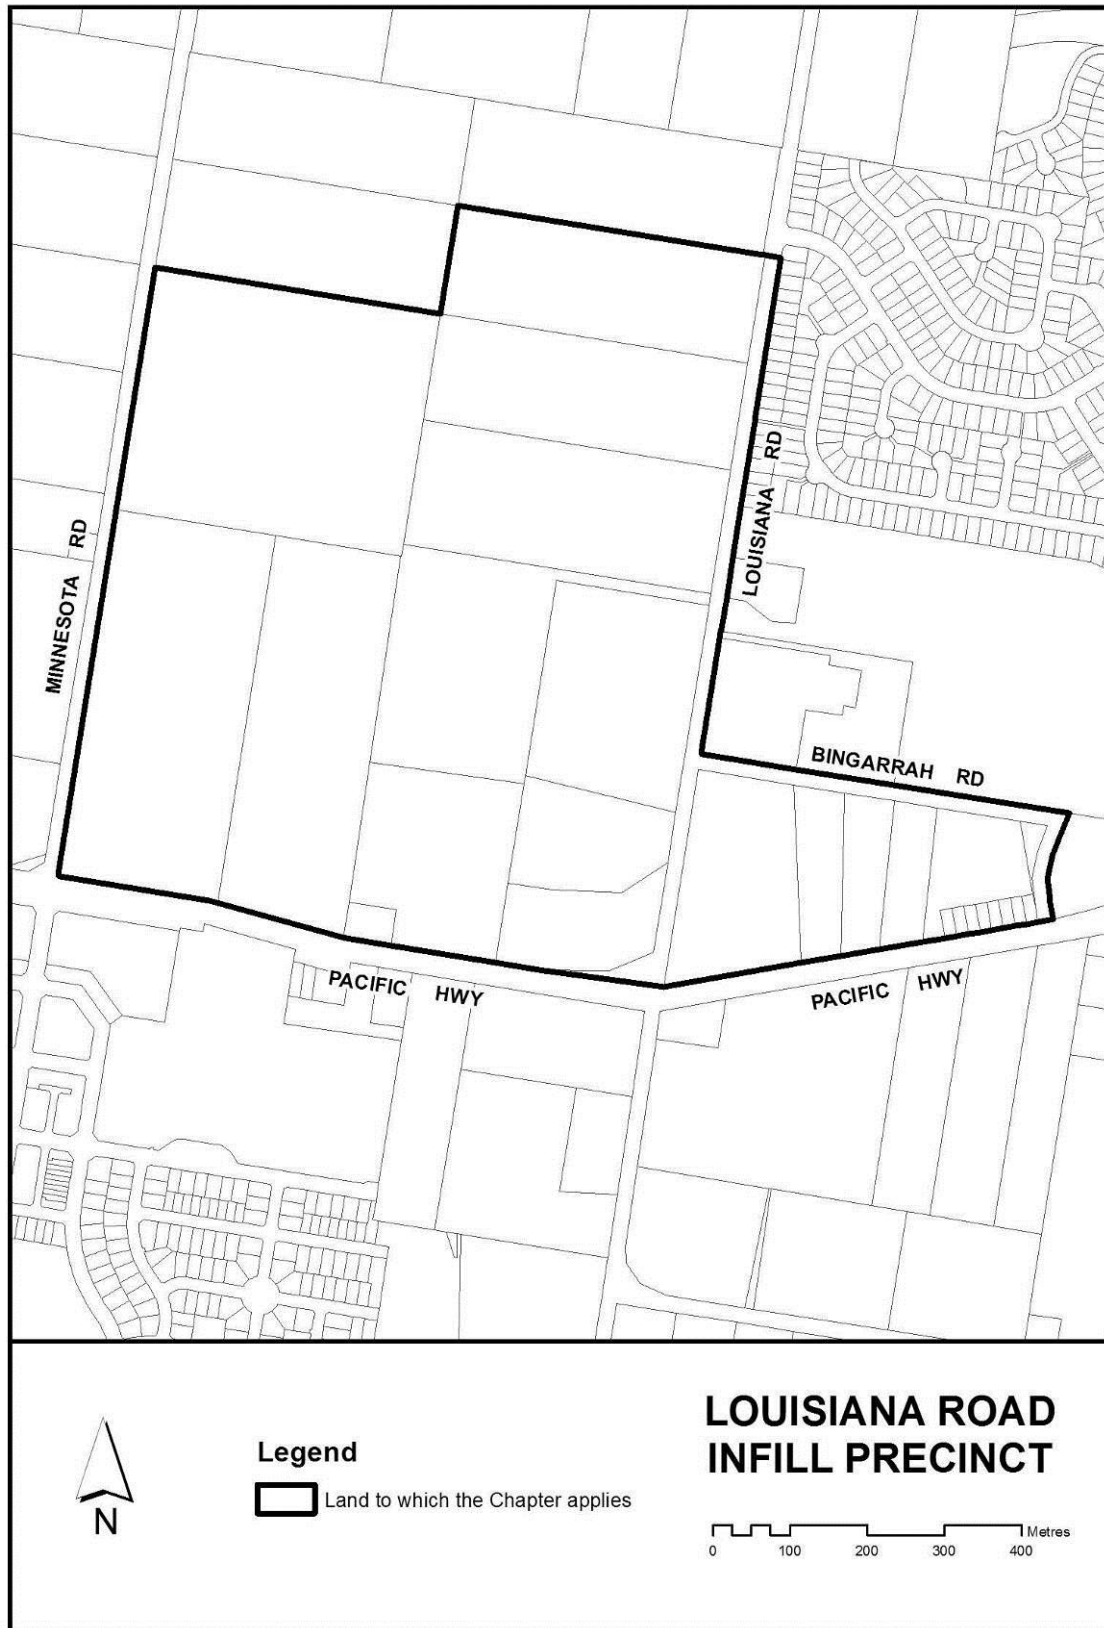 LOUISIANA RD
MINNESOTA RD
BINGARRAH RD
PACIFIC HWY
PACIFIC HWY
N
Legend
Land to which the Chapter applies
LOUISIANA ROAD
INFILL PRECINCT
Metres
0 100 200 300 400